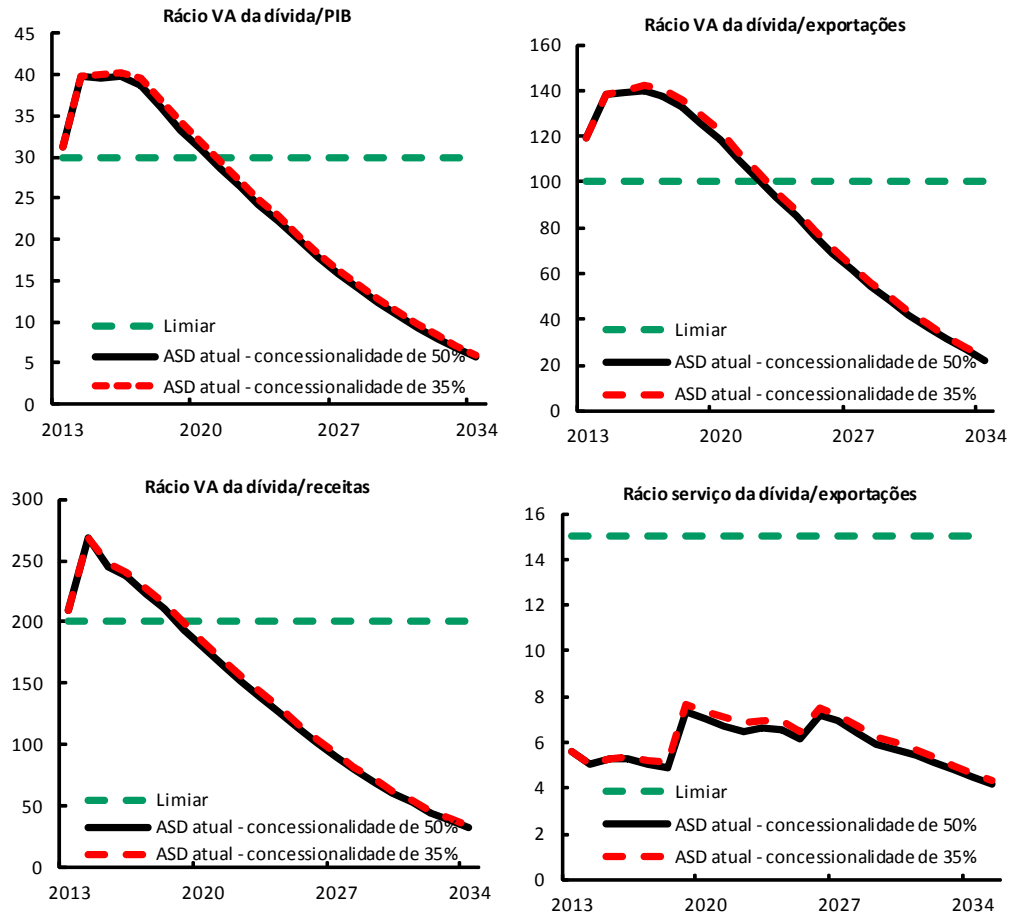 Rácio VA da dívida/PIB
45
40
35
30
25
20
15
10
5
0
Limiar
ASD atual - concessionalidade de 50%
ASD atual - concessionalidade de 35%
2013 2020 2027 2034
Rácio VA da dívida/exportações
160
140
120
100
80
60
40
20
0
Limiar
ASD atual - concessionalidade de 50%
ASD atual - concessionalidade de 35%
2013 2020 2027 2034
Rácio VA da dívida/receitas
300
250
200
150
100
50
0
Limiar
ASD atual - concessionalidade de 50%
ASD atual - concessionalidade de 35%
2013 2020 2027 2034
Rácio serviço da dívida/exportações
16
14
12
10
8
6
4
2
0
Limiar
ASD atual - concessionalidade de 50%
ASD atual - concessionalidade de 35%
2013 2020 2027 2034